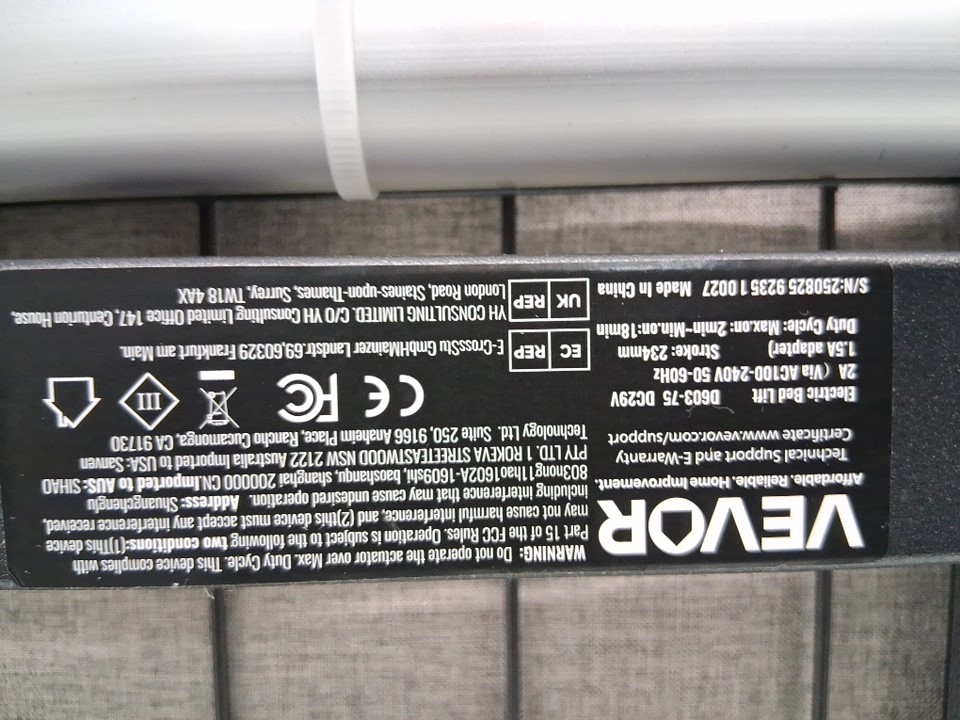 VEVOR
Affordable. Reliable. Home Improvement.
Technical Support and E-Warranty
Certificate www.vevor.com/support
Electric Bed Lift D603-75 DC29V
2A (Via AC100-240V 50-60Hz
1.5A adapter) Stroke: 234mm
Duty Cycle: Max.on: 2min~Min.on:18min
S/N:250825 9235 1 0027 Made In China
WARNING: Do not operate the actuator over Max. Duty Cycle. This device complies with
Part 15 of the FCC Rules. Operation is subject to the following two conditions:(1)This device
may not cause harmful interference, and (2)this device must accept any interference received,
including interference that may cause undesired operation. Address: Shuangchenglu
803nong11hao1602A-1609shi, baoshanqu, shanghai 200000 CN.Imported to AUS: SIHAO
PTY LTD. 1 ROKEVA STREETEASTWOOD NSW 2122 Australia Imported to USA: Sanven
Technology Ltd. Suite 250, 9166 Anaheim Place, Rancho Cucamonga, CA 91730
CE FC III
EC REP E-CrossStu GmbHMainzer Landstr.69,60329 Frankfurt am Main.
UK REP YH CONSULTING LIMITED. C/O YH Consulting Limited Office 147, Centurion House,
London Road, Staines-upon-Thames, Surrey, TW18 4AX